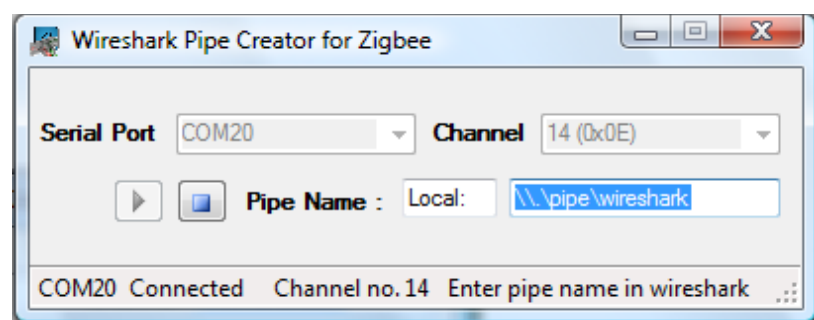 Wireshark Pipe Creator for Zigbee
Serial Port COM20 Channel 14 (0x0E)
Pipe Name : Local: \\.\pipe\wireshark
COM20 Connected Channel no. 14 Enter pipe name in wireshark